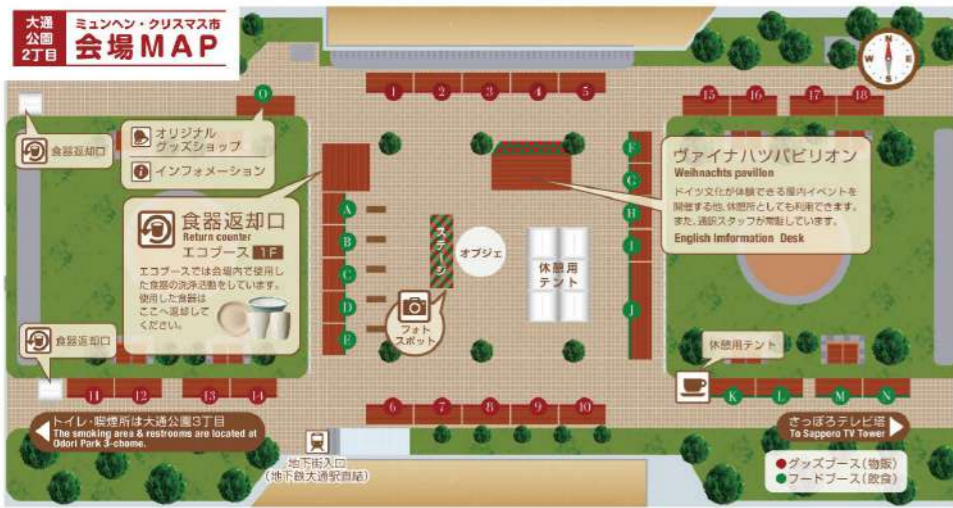 大通
公園
2丁目
ミュンヘン・クリスマス市
会場MAP
N
W
E
S
O
オリジナル
グッズショップ
インフォメーション
食器返却口
食器返却口
Return counter
エコブース 1F
エコブースでは会場内で使用し
た食器の洗浄活動をしています。
使用した食器は
ここへ返却して
ください。
食器返却口
1
2
3
4
5
15
16
17
18
A
B
C
D
E
ステージ
オブジェ
フォト
スポット
休憩用
テント
F
G
H
I
J
ヴァイナハツパビリオン
Weihnachts pavillon
ドイツ文化が体験できる屋内イベントを
開催する他、休憩所としても利用できます。
また、通訳スタッフが常駐しています。
English Imformation Desk
休憩用テント
K
L
M
N
11
12
13
14
6
7
8
9
10
トイレ・喫煙所は大通公園3丁目
The smoking area & restrooms are located at
Odori Park 3-chome.
地下街入口
(地下鉄大通駅直結)
さっぽろテレビ塔
To Sapporo TV Tower
グッズブース(物販)
フードブース(飲食)